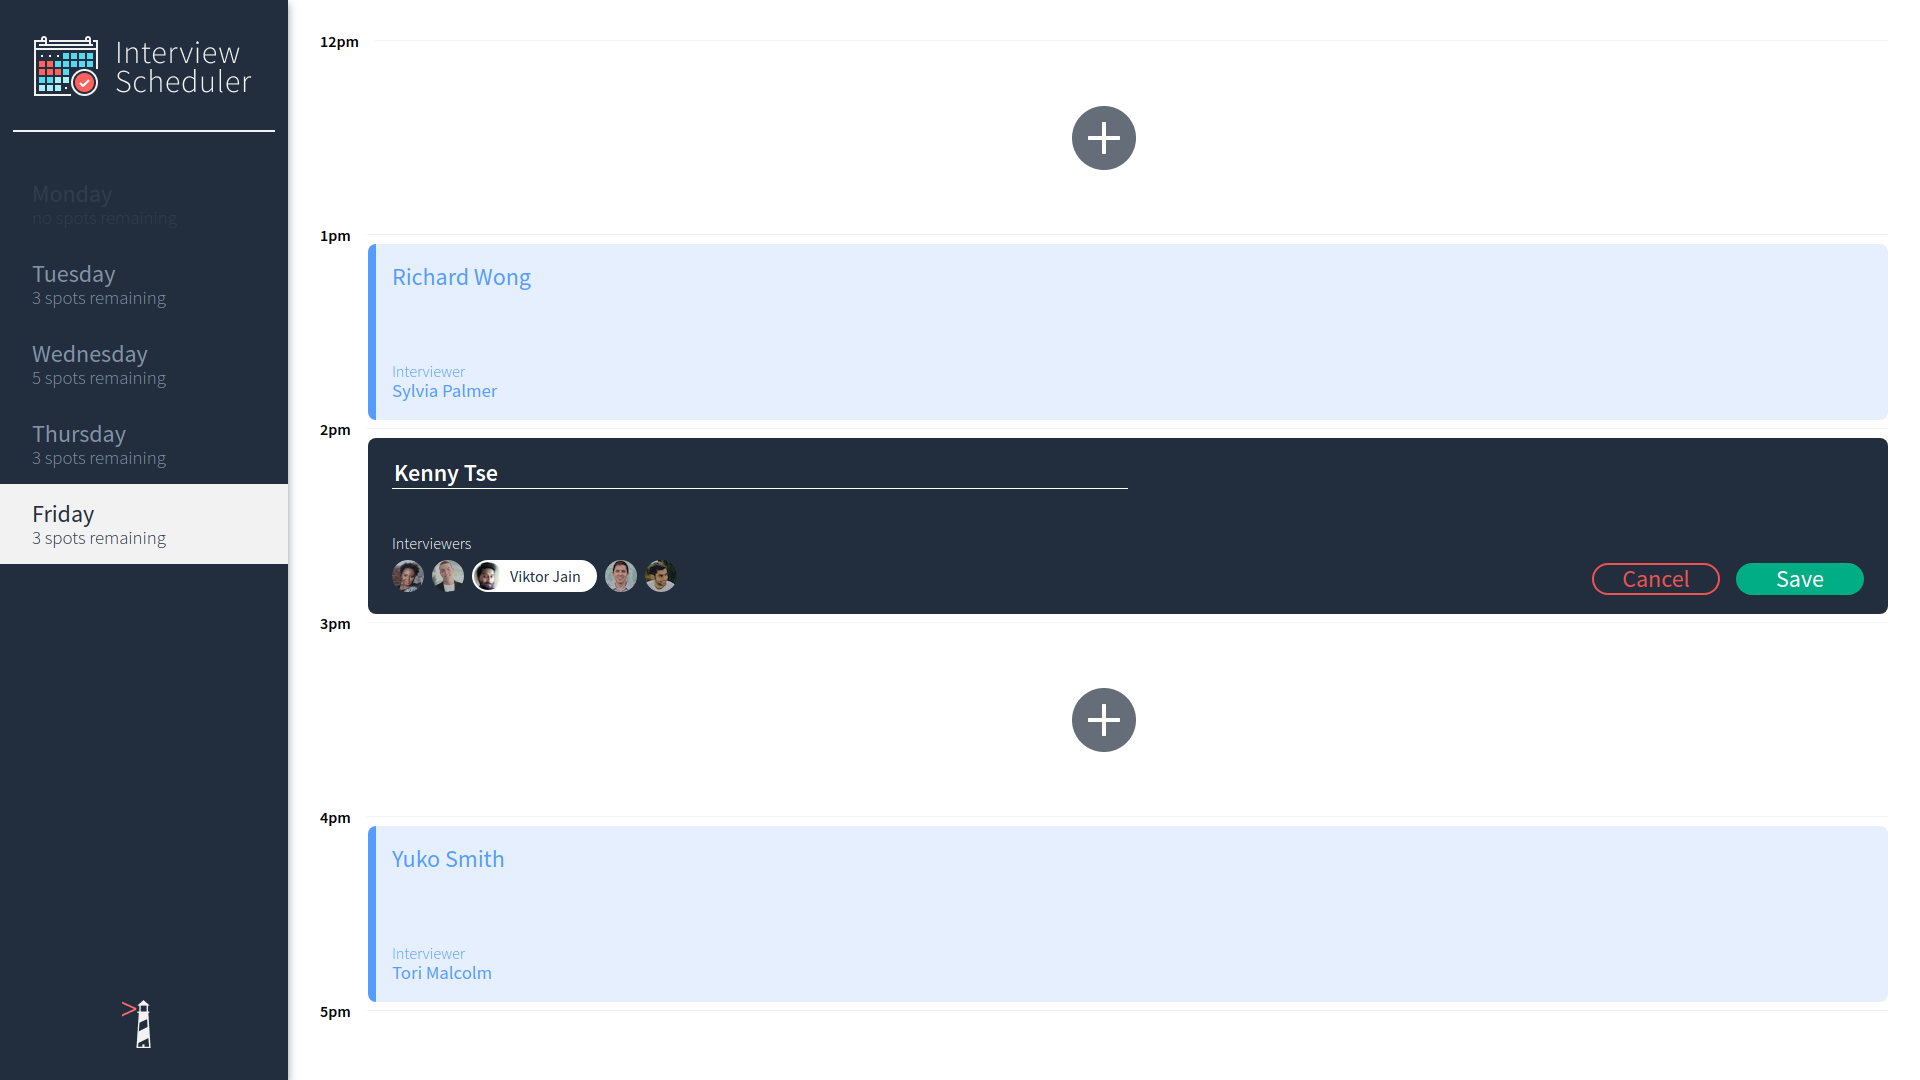 Interview
Scheduler
Monday
no spots remaining
Tuesday
3 spots remaining
Wednesday
5 spots remaining
Thursday
3 spots remaining
Friday
3 spots remaining
12pm
1pm
Richard Wong
Interviewer
Sylvia Palmer
2pm
Kenny Tse
Interviewers
Viktor Jain
Cancel
Save
3pm
4pm
Yuko Smith
Interviewer
Tori Malcolm
5pm